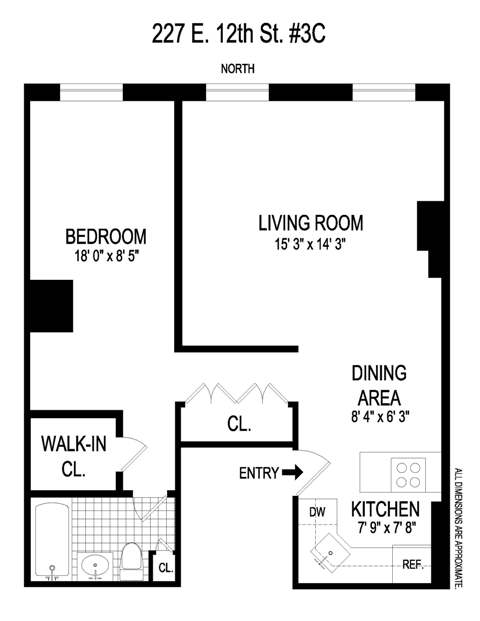 227 E. 12th St. #3C
NORTH
LIVING ROOM
15' 3" x 14' 3"
BEDROOM
18' 0" x 8' 5"
DINING
AREA
8' 4" x 6' 3"
CL.
WALK-IN
CL.
ENTRY
DW
KITCHEN
7' 9" x 7' 8"
REF.
CL.
ALL DIMENSIONS ARE APPROXIMATE.